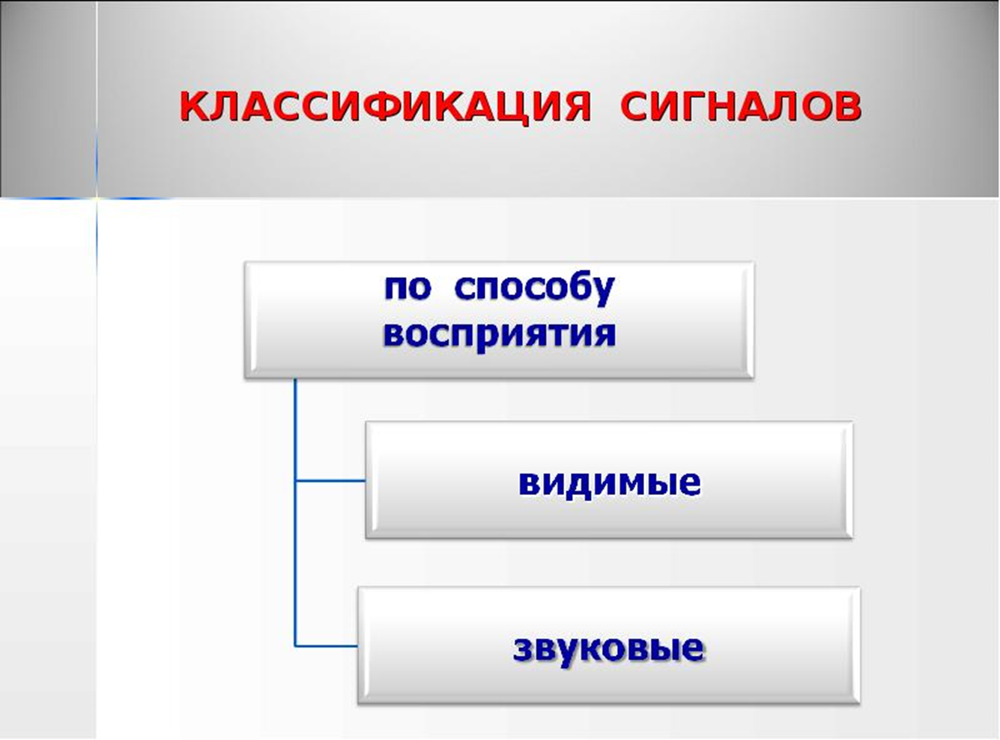 КЛАССИФИКАЦИЯ СИГНАЛОВ
по способу
восприятия
видимые
звуковые